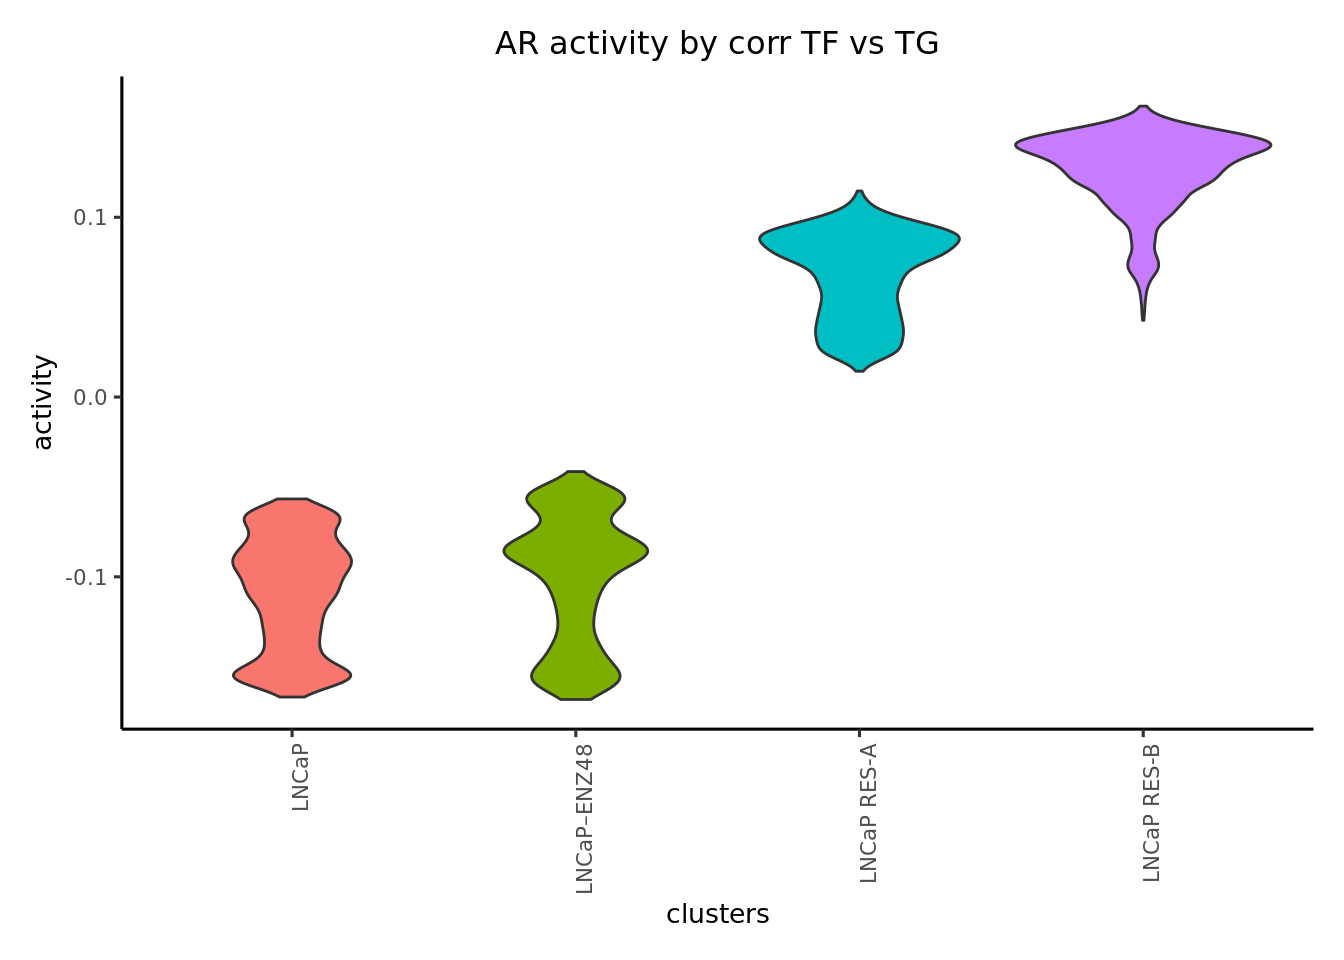 AR activity by corr TF vs TG
activity
0.1
0.0
-0.1
LNCaP
LNCaP–ENZ48
LNCaP RES-A
LNCaP RES-B
clusters